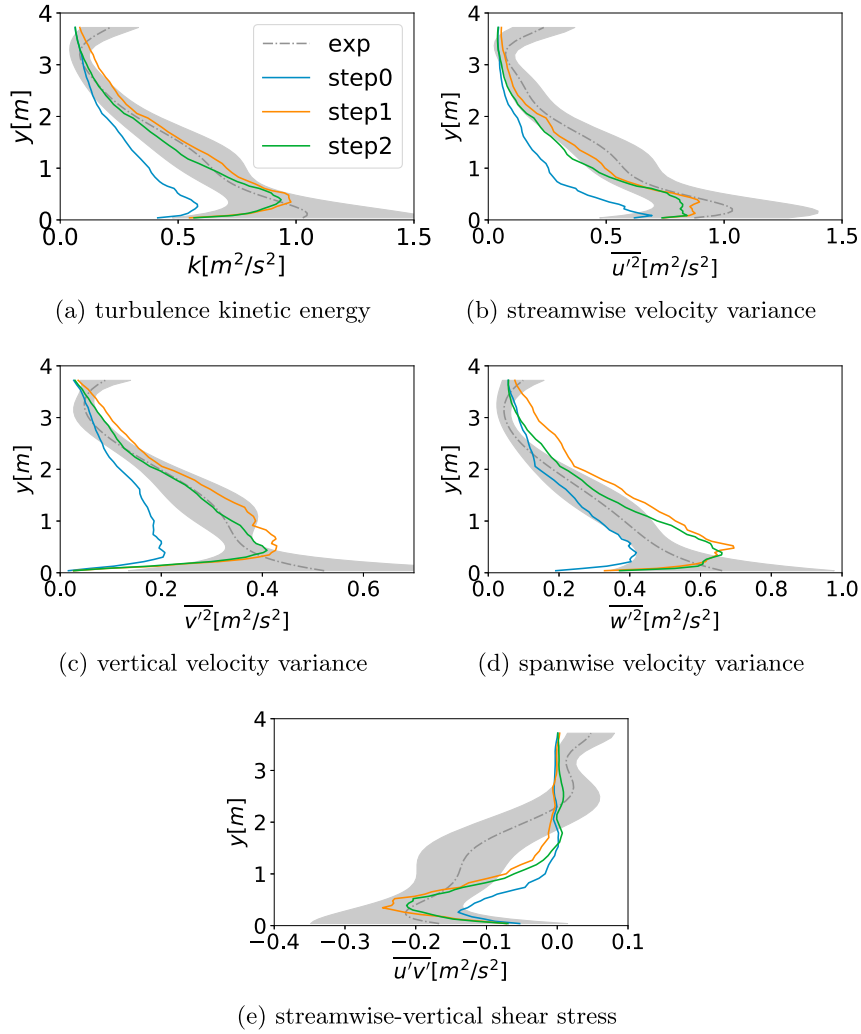 4
3
2
1
0
y[m]
exp
step0
step1
step2
0.0 0.5 1.0 1.5
k[m²/s²]
(a) turbulence kinetic energy
4
3
2
1
0
y[m]
0.0 0.5 1.0 1.5
u′²[m²/s²]
(b) streamwise velocity variance
4
3
2
1
0
y[m]
0.0 0.2 0.4 0.6
v′²[m²/s²]
(c) vertical velocity variance
4
3
2
1
0
y[m]
0.0 0.2 0.4 0.6 0.8 1.0
w′²[m²/s²]
(d) spanwise velocity variance
4
3
2
1
0
y[m]
−0.4 −0.3 −0.2 −0.1 0.0 0.1
u′v′[m²/s²]
(e) streamwise-vertical shear stress